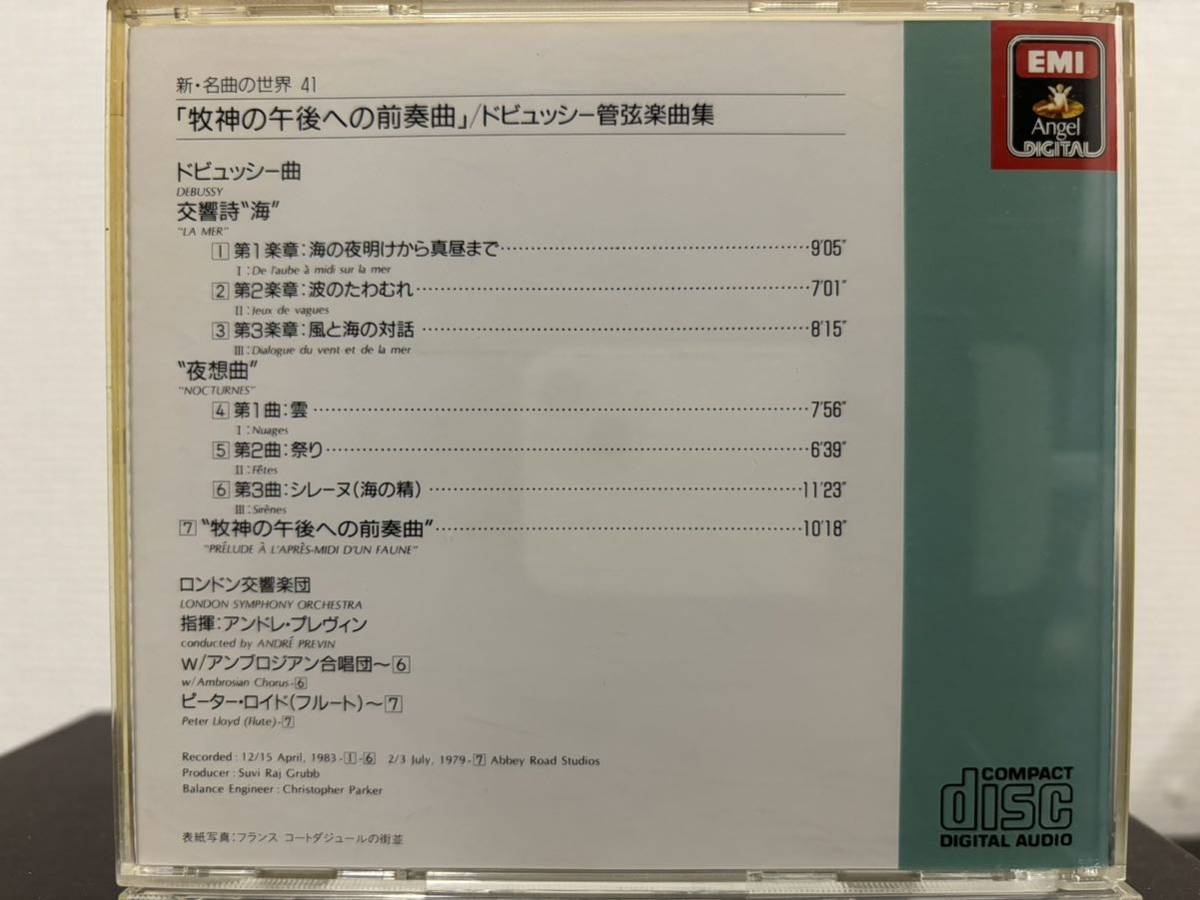 新・名曲の世界 41
「牧神の午後への前奏曲」/ドビュッシー管弦楽曲集
EMI
Angel
DIGITAL
ドビュッシー曲
DEBUSSY
交響詩"海"
"LA MER"
1 第1楽章:海の夜明けから真昼まで 9'05"
I:De l'aube à midi sur la mer
2 第2楽章:波のたわむれ 7'01"
II:Jeux de vagues
3 第3楽章:風と海の対話 8'15"
III:Dialogue du vent et de la mer
"夜想曲"
"NOCTURNES"
4 第1曲:雲 7'56"
I:Nuages
5 第2曲:祭り 6'39"
II:Fêtes
6 第3曲:シレーヌ(海の精) 11'23"
III:Sirènes
7 "牧神の午後への前奏曲" 10'18"
"PRÉLUDE À L'APRÈS-MIDI D'UN FAUNE"
ロンドン交響楽団
LONDON SYMPHONY ORCHESTRA
指揮:アンドレ・プレヴィン
conducted by ANDRÉ PREVIN
w/アンブロジアン合唱団〜6
w/Ambrosian Chorus-6
ピーター・ロイド(フルート)〜7
Peter Lloyd (Flute)-7
Recorded: 12/15 April, 1983-1-6 2/3 July, 1979-7 Abbey Road Studios
Producer: Suvi Raj Grubb
Balance Engineer: Christopher Parker
表紙写真:フランス コートダジュールの街並
COMPACT
disc
DIGITAL AUDIO